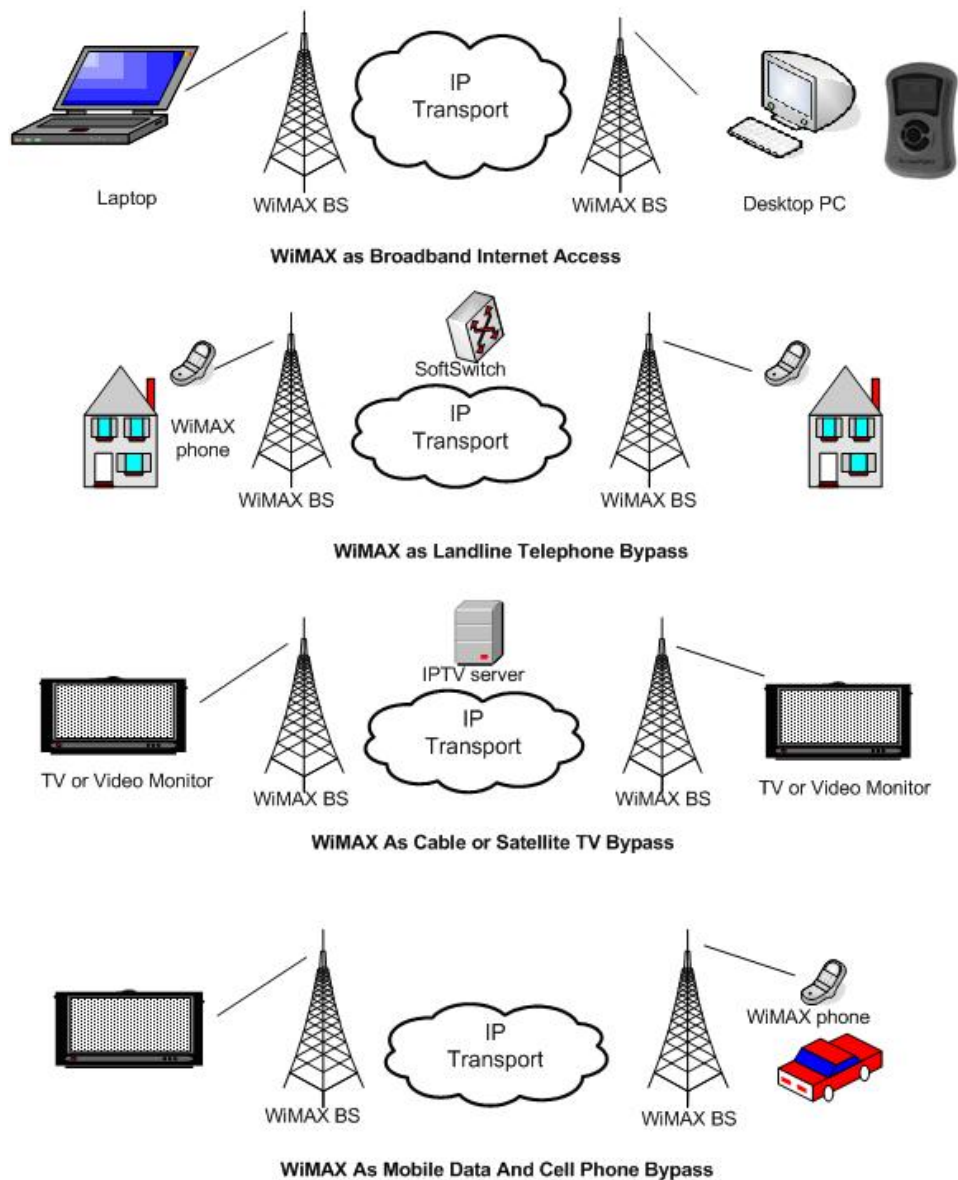 IP
Transport
Laptop
WiMAX BS
WiMAX BS
Desktop PC
WiMAX as Broadband Internet Access
SoftSwitch
IP
Transport
WiMAX
phone
WiMAX BS
WiMAX BS
WiMAX as Landline Telephone Bypass
IPTV server
IP
Transport
TV or Video Monitor
WiMAX BS
WiMAX BS
TV or Video Monitor
WiMAX As Cable or Satellite TV Bypass
IP
Transport
WiMAX phone
WiMAX BS
WiMAX BS
WiMAX As Mobile Data And Cell Phone Bypass